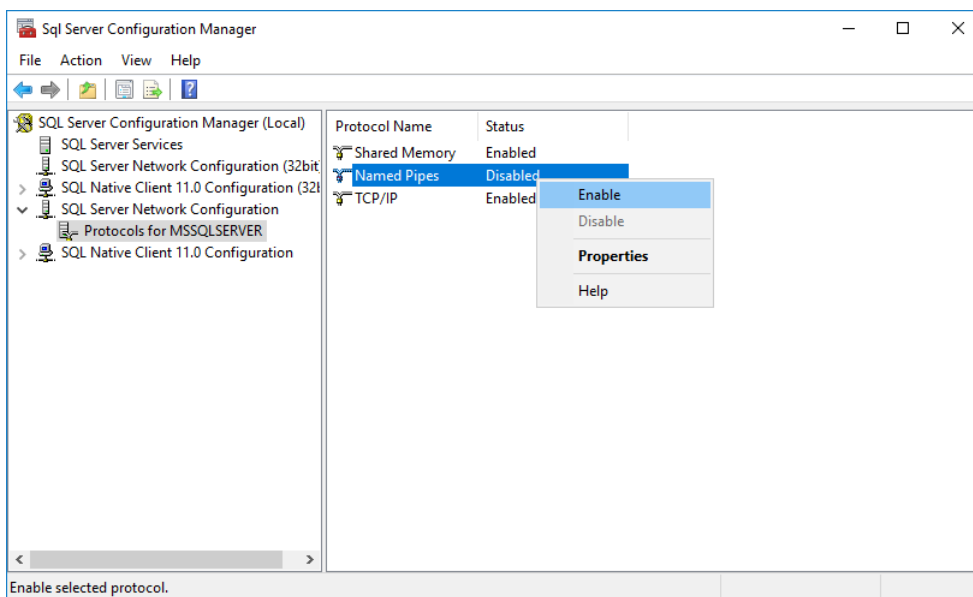 Sql Server Configuration Manager
File Action View Help
SQL Server Configuration Manager (Local)
SQL Server Services
SQL Server Network Configuration (32bit
SQL Native Client 11.0 Configuration (32b
SQL Server Network Configuration
Protocols for MSSQLSERVER
SQL Native Client 11.0 Configuration
Protocol Name Status
Shared Memory Enabled
Named Pipes Disabled
TCP/IP Enabled
Enable
Disable
Properties
Help
Enable selected protocol.